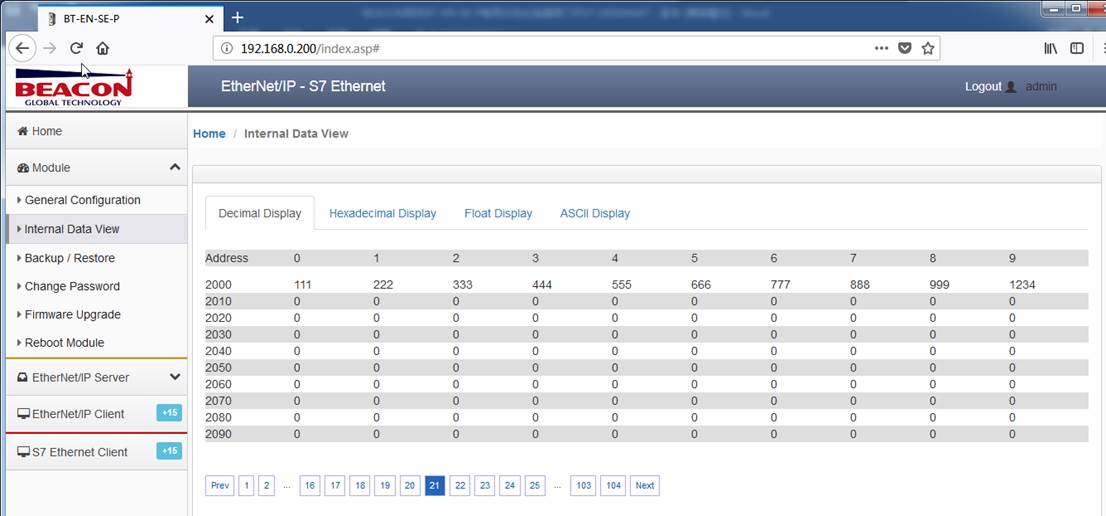 BT-EN-SE-P
192.168.0.200/index.asp#
BEACON
GLOBAL TECHNOLOGY
EtherNet/IP - S7 Ethernet
Logout admin
Home
Module
General Configuration
Internal Data View
Backup / Restore
Change Password
Firmware Upgrade
Reboot Module
EtherNet/IP Server
EtherNet/IP Client +15
S7 Ethernet Client +15
Home / Internal Data View
Decimal Display Hexadecimal Display Float Display ASCII Display
Address 0 1 2 3 4 5 6 7 8 9
2000 111 222 333 444 555 666 777 888 999 1234
2010 0 0 0 0 0 0 0 0 0 0
2020 0 0 0 0 0 0 0 0 0 0
2030 0 0 0 0 0 0 0 0 0 0
2040 0 0 0 0 0 0 0 0 0 0
2050 0 0 0 0 0 0 0 0 0 0
2060 0 0 0 0 0 0 0 0 0 0
2070 0 0 0 0 0 0 0 0 0 0
2080 0 0 0 0 0 0 0 0 0 0
2090 0 0 0 0 0 0 0 0 0 0
Prev 1 2 ... 16 17 18 19 20 21 22 23 24 25 ... 103 104 Next